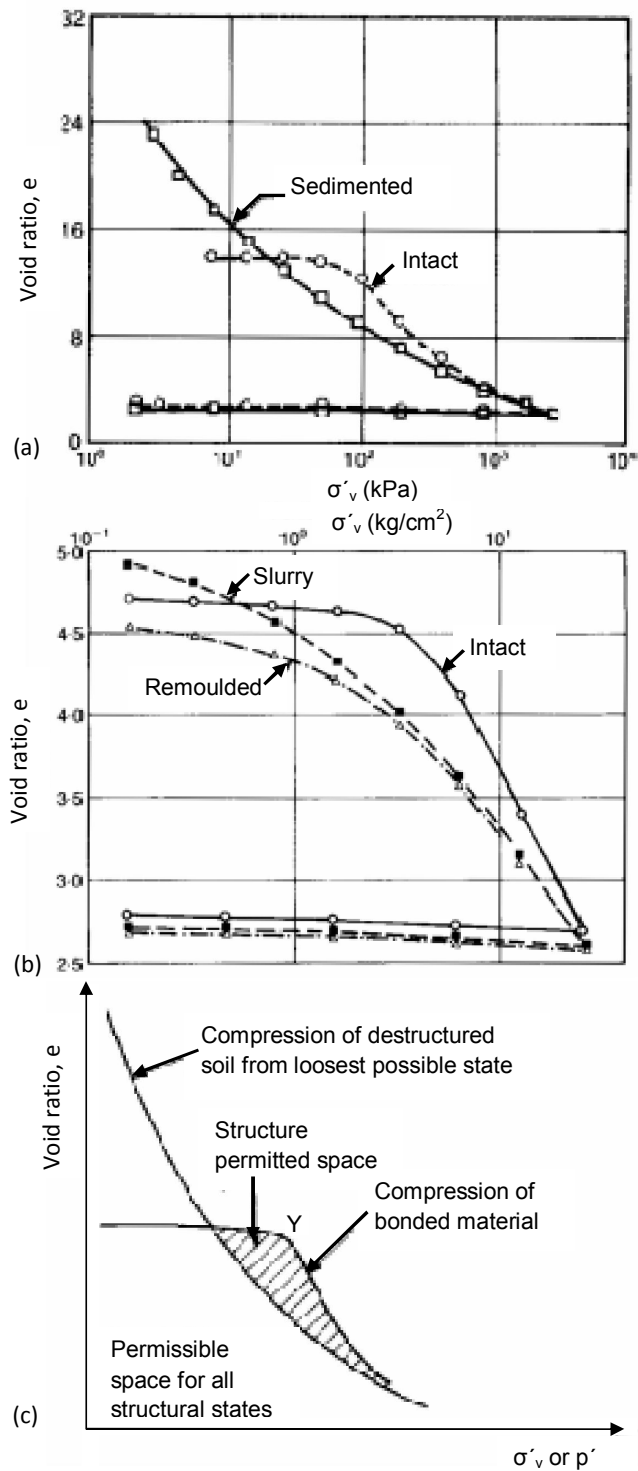 32
24
Sedimented
16
Intact
8
0
Void ratio, e
(a)
10⁰ 10¹ 10² 10³ 10⁴
σ´ᵥ (kPa)
σ´ᵥ (kg/cm²)
10⁻¹ 10⁰ 10¹
5·0
Slurry
4·5
Intact
Remoulded
4·0
Void ratio, e
3·5
3·0
2·5
(b)
Compression of destructured
soil from loosest possible state
Void ratio, e
Structure
permitted space
Y
Compression of
bonded material
Permissible
space for all
structural states
(c)
σ´ᵥ or p´